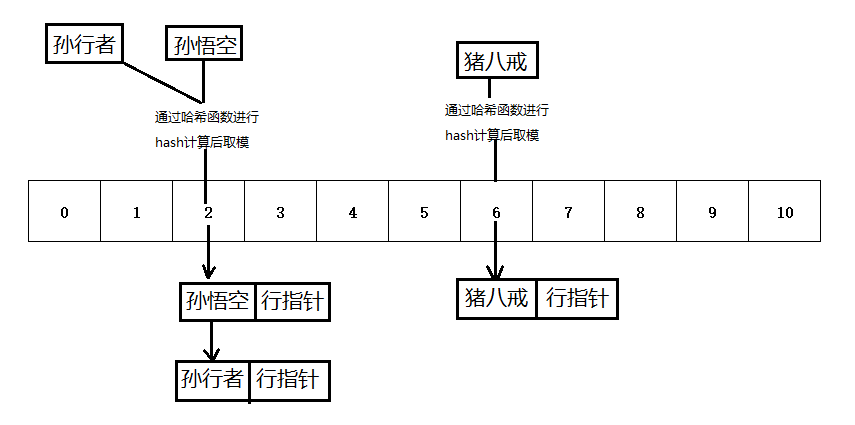 孙行者
孙悟空
猪八戒
通过哈希函数进行
hash计算后取模
通过哈希函数进行
hash计算后取模
0 1 2 3 4 5 6 7 8 9 10
孙悟空 行指针
猪八戒 行指针
孙行者 行指针